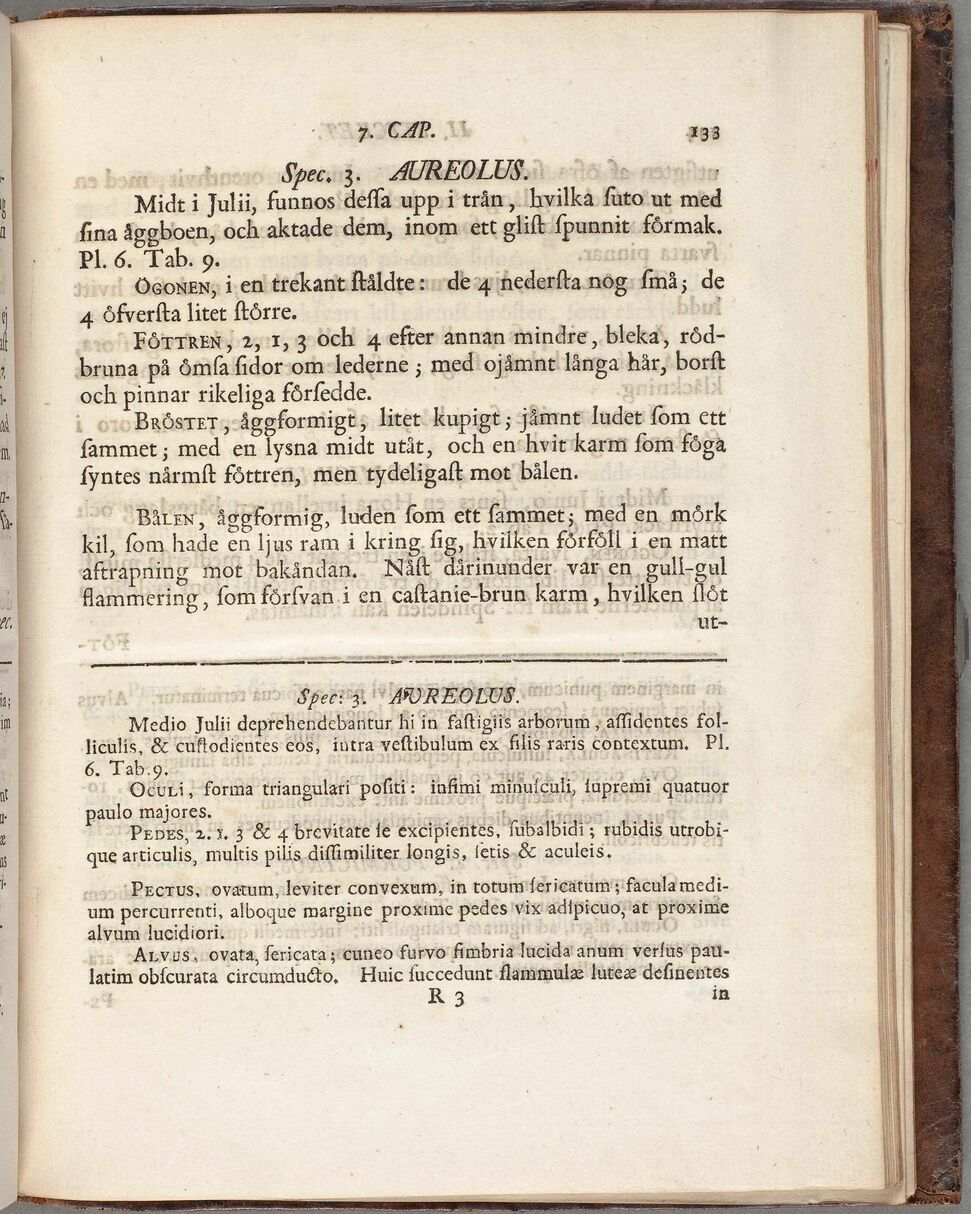 7. CAP. 133
Spec. 3. AUREOLUS.
Midt i Julii, funnos deſſa upp i trån, hvilka ſuto ut med
ſina åggboen, och aktade dem, inom ett gliſt ſpunnit förmak.
Pl. 6. Tab. 9.
ÖGONEN, i en trekant ſtåldte: de 4 nederſta nog ſmå; de
4 öfverſta litet ſtörre.
FÖTTREN, 2, 1, 3 och 4 efter annan mindre, bleka, röd-
bruna på ömſa ſidor om lederne; med ojåmnt långa hår, borſt
och pinnar rikeliga förſedde.
BRÖSTET, åggformigt, litet kupigt; jåmnt ludet ſom ett
ſammet; med en lysna midt utåt, och en hvit karm ſom föga
ſyntes nårmſt föttren, men tydeligaſt mot bålen.
BÅLEN, åggformig, luden ſom ett ſammet; med en mörk
kil, ſom hade en ljus ram i kring ſig, hvilken förföll i en matt
aftrapning mot bakåndan. Nåſt dårinunder var en gull-gul
flammering, ſom förſvan i en caſtanie-brun karm, hvilken ſlöt
ut-
Spec: 3. AUREOLUS.
Medio Julii deprehendebantur hi in faſtigiis arborum, aſſidentes fol-
liculis, & cuſtodientes eos, intra veſtibulum ex filis raris contextum. Pl.
6. Tab. 9.
OCULI, forma triangulari poſiti: infimi minuſculi, ſupremi quatuor
paulo majores.
PEDES, 2. 1. 3 & 4 brevitate ſe excipientes, ſubalbidi; rubidis utrobi-
que articulis, multis pilis diſſimiliter longis, ſetis & aculeis.
PECTUS, ovatum, leviter convexum, in totum ſericatum; facula medi-
um percurrenti, alboque margine proxime pedes vix adſpicuo, at proxime
alvum lucidiori.
ALVUS, ovata, ſericata; cuneo furvo fimbria lucida anum verſus pau-
latim obſcurata circumducto. Huic ſuccedunt flammulæ luteæ deſinentes
R 3 in